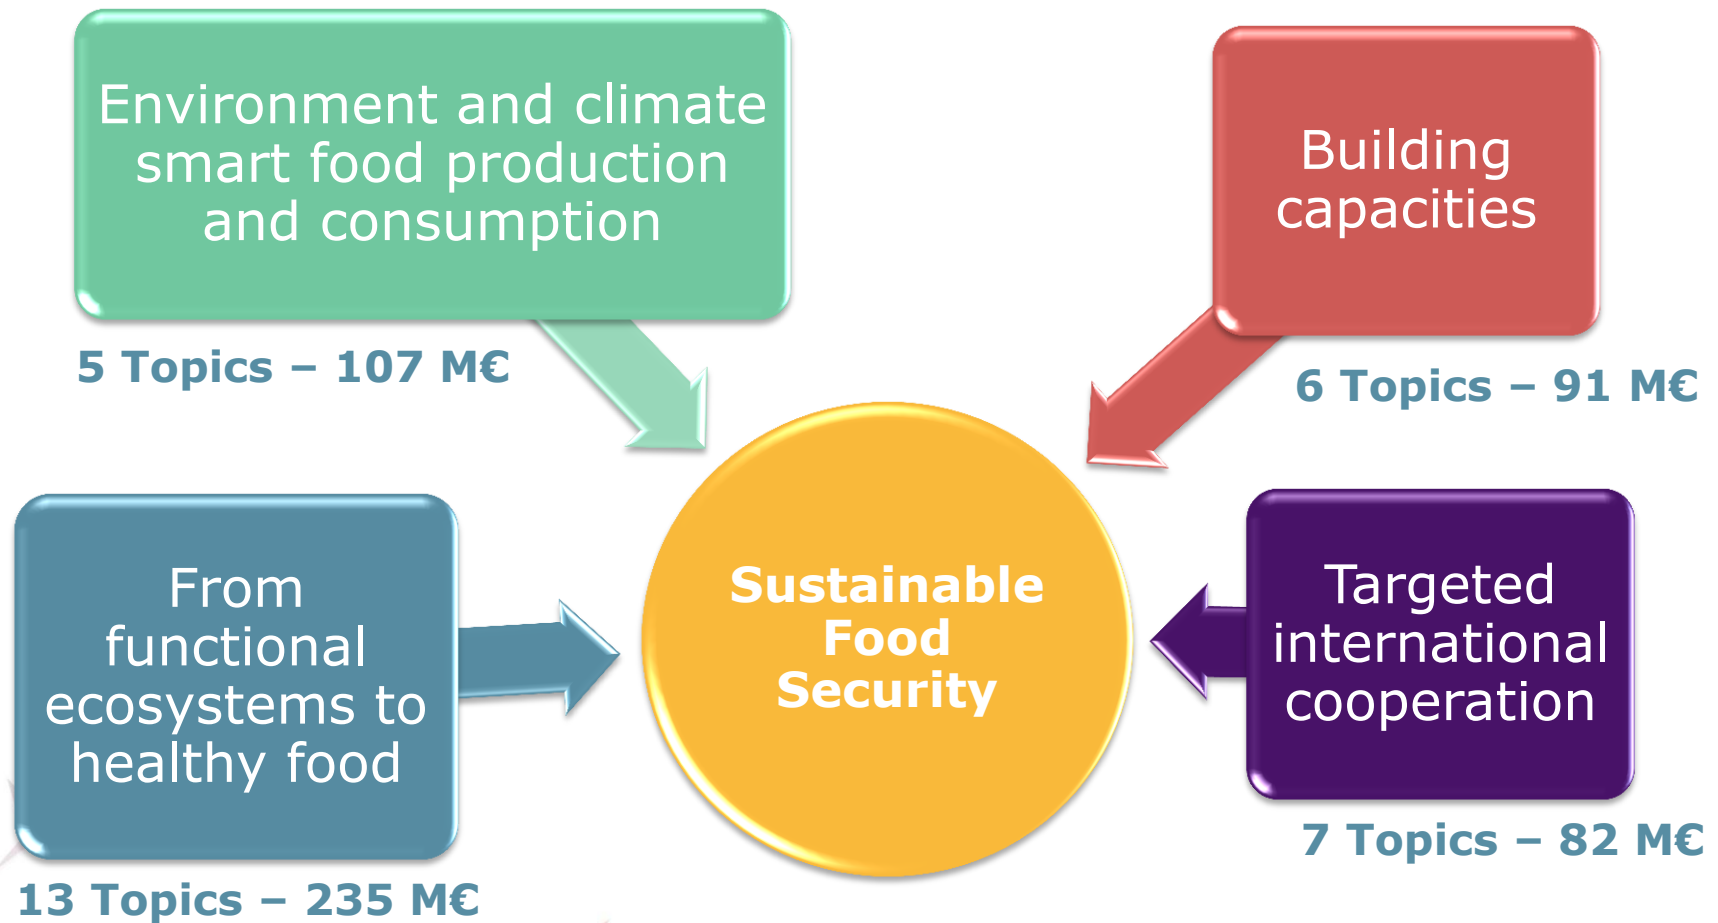 Environment and climate
smart food production
and consumption
5 Topics – 107 M€
Building
capacities
6 Topics – 91 M€
From
functional
ecosystems to
healthy food
13 Topics – 235 M€
Sustainable
Food
Security
Targeted
international
cooperation
7 Topics – 82 M€